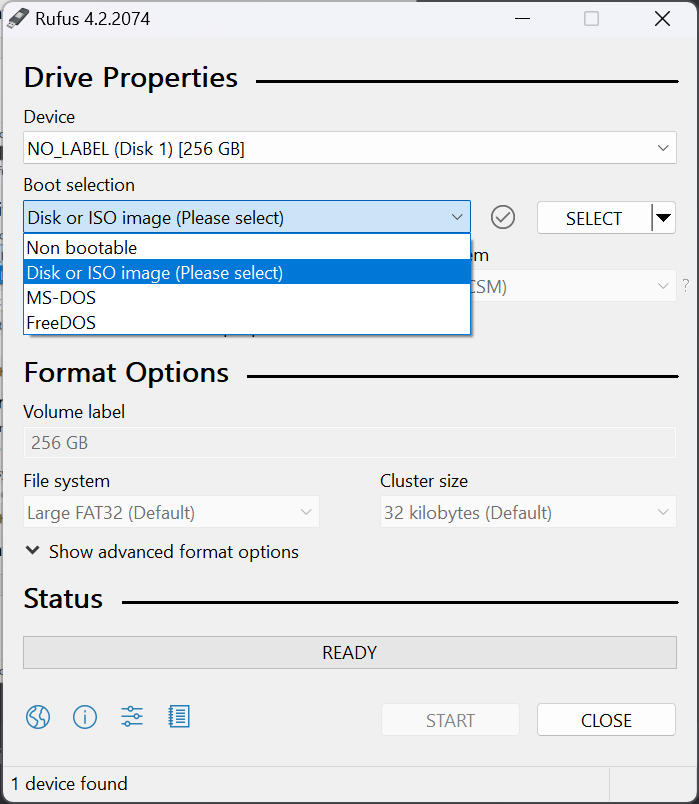 Rufus 4.2.2074
Drive Properties
Device
NO_LABEL (Disk 1) [256 GB]
Boot selection
Disk or ISO image (Please select)
SELECT
Non bootable
Disk or ISO image (Please select)
MS-DOS
FreeDOS
em
CSM)
?
Format Options
Volume label
256 GB
File system
Cluster size
Large FAT32 (Default)
32 kilobytes (Default)
Show advanced format options
Status
READY
START
CLOSE
1 device found